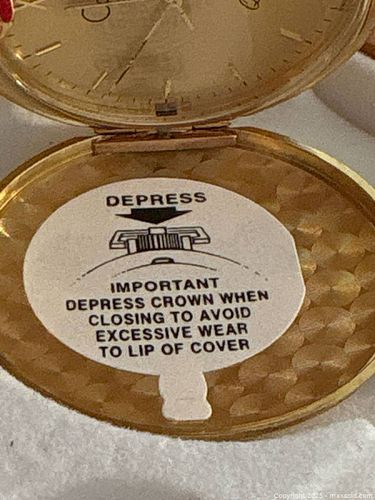 DEPRESS
IMPORTANT
DEPRESS CROWN WHEN
CLOSING TO AVOID
EXCESSIVE WEAR
TO LIP OF COVER